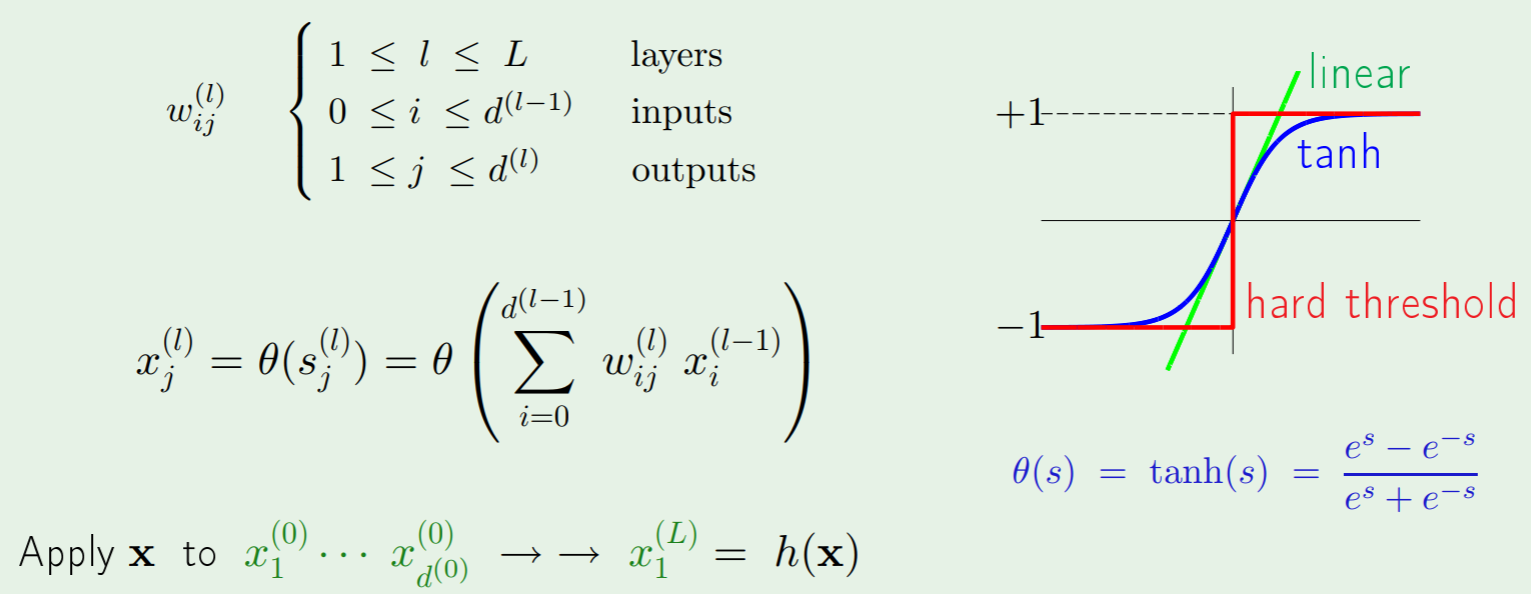 w_{ij}^{(l)} { 1 ≤ l ≤ L layers
0 ≤ i ≤ d^{(l−1)} inputs
1 ≤ j ≤ d^{(l)} outputs
x_j^{(l)} = θ(s_j^{(l)}) = θ ( ∑_{i=0}^{d^{(l−1)}} w_{ij}^{(l)} x_i^{(l−1)} )
Apply x to x_1^{(0)} ⋯ x_{d^{(0)}}^{(0)} → → x_1^{(L)} = h(x)
linear
+1
tanh
hard threshold
−1
θ(s) = tanh(s) = \frac{e^s − e^{−s}}{e^s + e^{−s}}